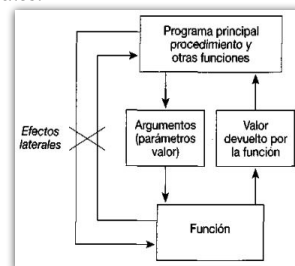 Programa principal
procedimiento y
otras funciones
Efectos
laterales
Argumentos
(parámetros
valor)
Valor
devuelto por
la función
Función